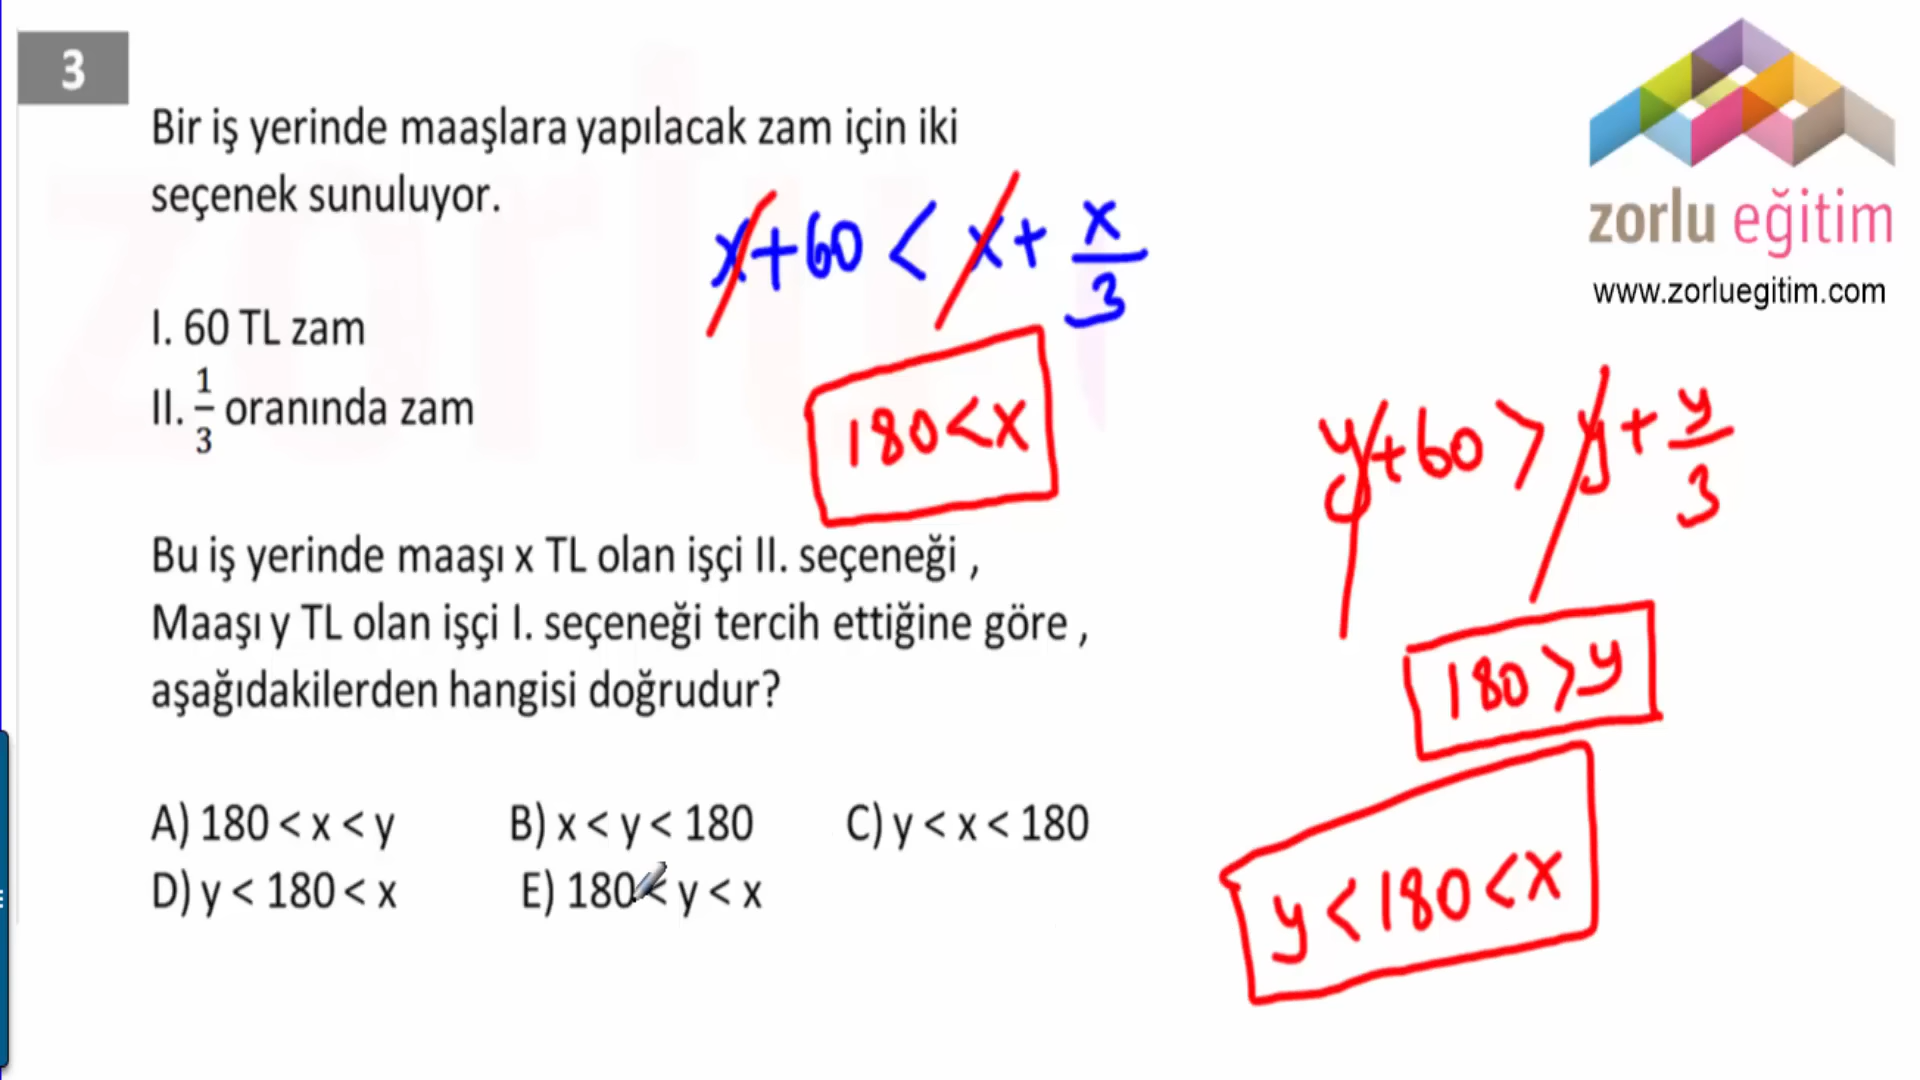 3
Bir iş yerinde maaşlara yapılacak zam için iki
seçenek sunuluyor.
I. 60 TL zam
II. 1/3 oranında zam
Bu iş yerinde maaşı x TL olan işçi II. seçeneği ,
Maaşı y TL olan işçi I. seçeneği tercih ettiğine göre ,
aşağıdakilerden hangisi doğrudur?
A) 180 < x < y B) x < y < 180 C) y < x < 180
D) y < 180 < x E) 180 < y < x
x+60 < x + x/3
180 < x
y+60 > y + y/3
180 > y
y < 180 < x
zorlu eğitim
www.zorluegitim.com